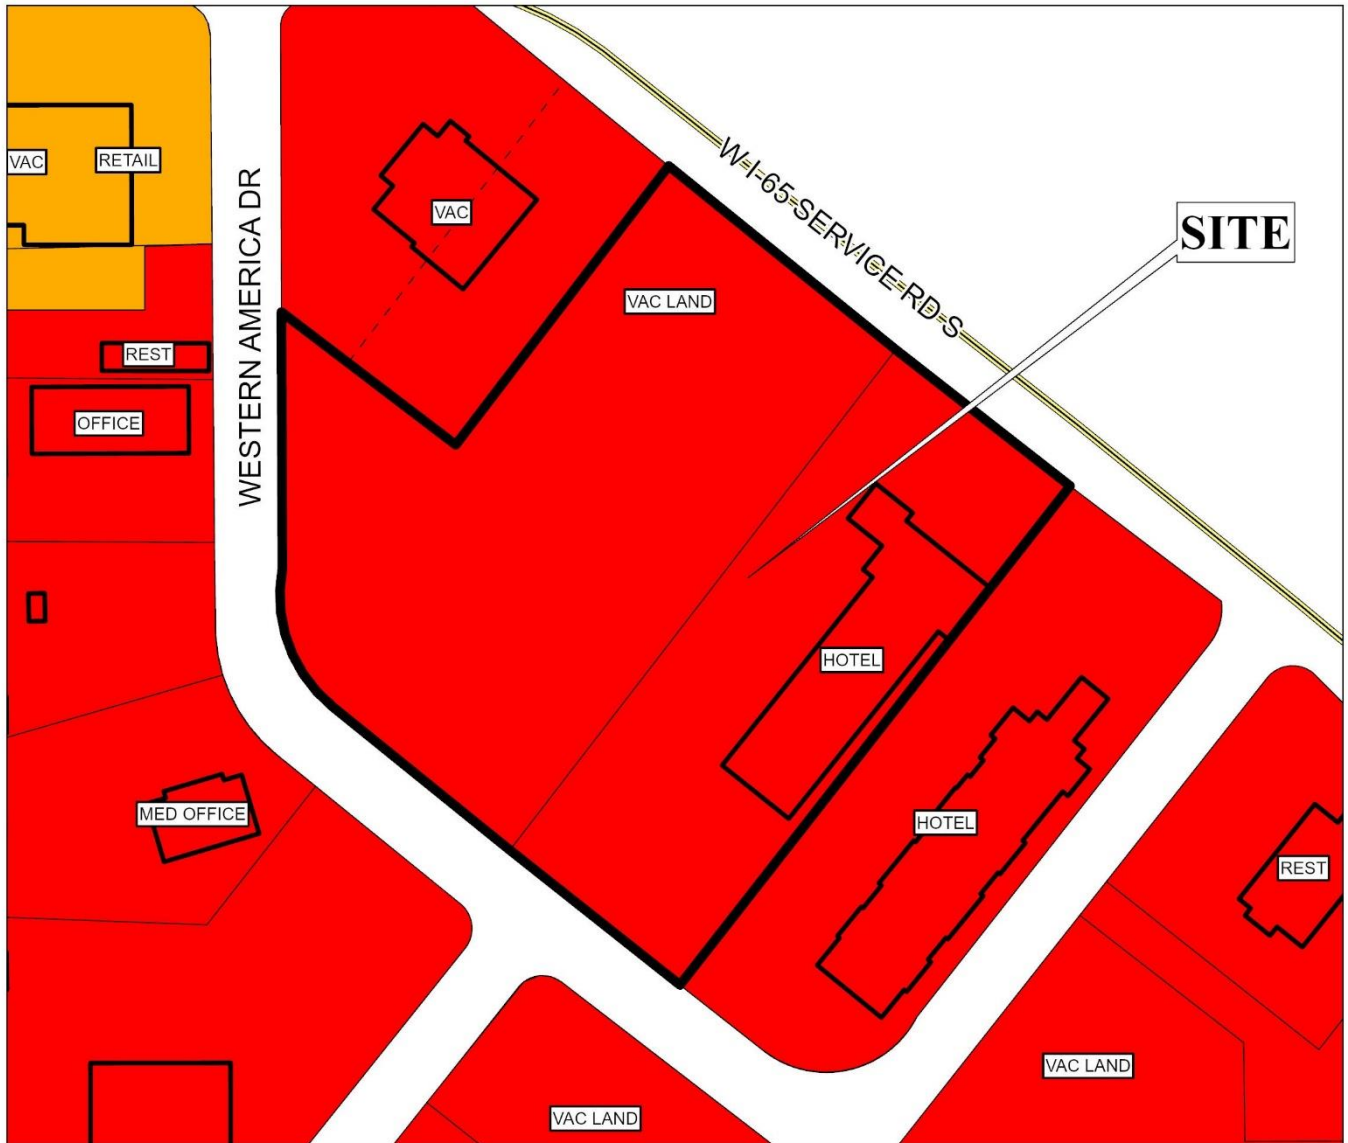 VAC
RETAIL
WESTERN AMERICA DR
VAC
W I-65 SERVICE RD S
SITE
VAC LAND
REST
OFFICE
HOTEL
MED OFFICE
HOTEL
REST
VAC LAND
VAC LAND